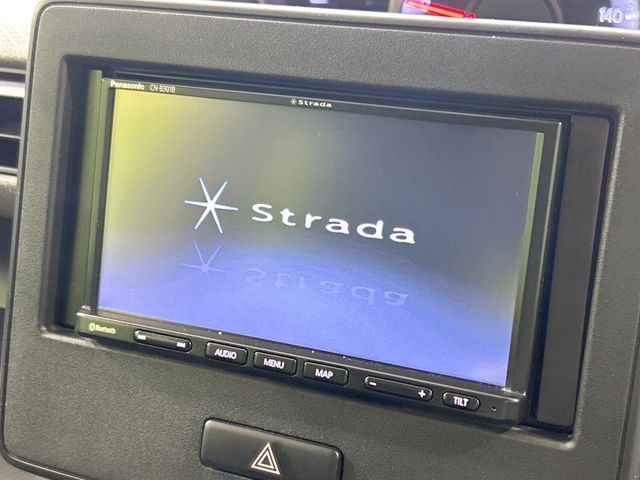 140
Panasonic CN-B301B
Strada
Strada
Bluetooth
AUDIO
MENU
MAP
- +
TILT